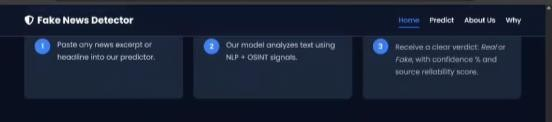 Fake News Detector
Home Predict About Us Why
1 Paste any news excerpt or
headline into our predictor.
2 Our model analyzes text using
NLP + OSINT signals.
3 Receive a clear verdict: Real or
Fake, with confidence % and
source reliability score.